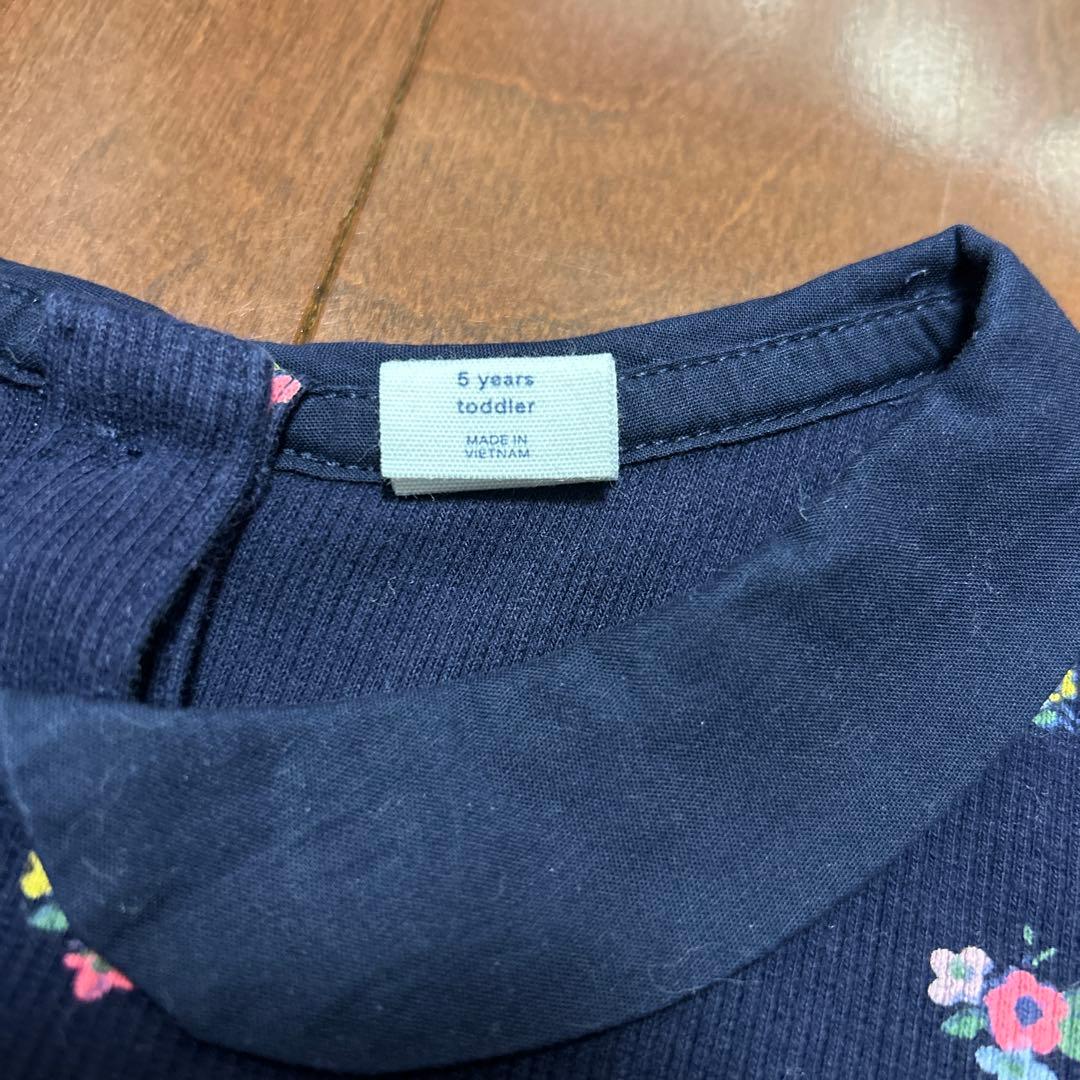 5 years
toddler
MADE IN
VIETNAM